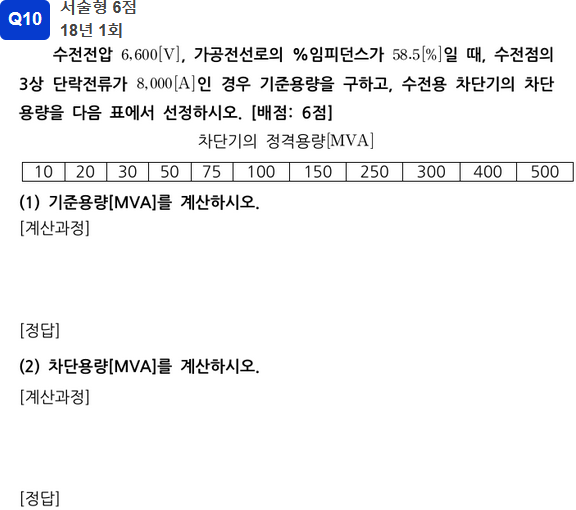 Q10
서술형 6점
18년 1회
수전전압 6,600[V], 가공전선로의 %임피던스가 58.5[%]일 때, 수전점의
3상 단락전류가 8,000[A]인 경우 기준용량을 구하고, 수전용 차단기의 차단
용량을 다음 표에서 선정하시오. [배점: 6점]
차단기의 정격용량[MVA]
10 20 30 50 75 100 150 250 300 400 500
(1) 기준용량[MVA]를 계산하시오.
[계산과정]
[정답]
(2) 차단용량[MVA]를 계산하시오.
[계산과정]
[정답]